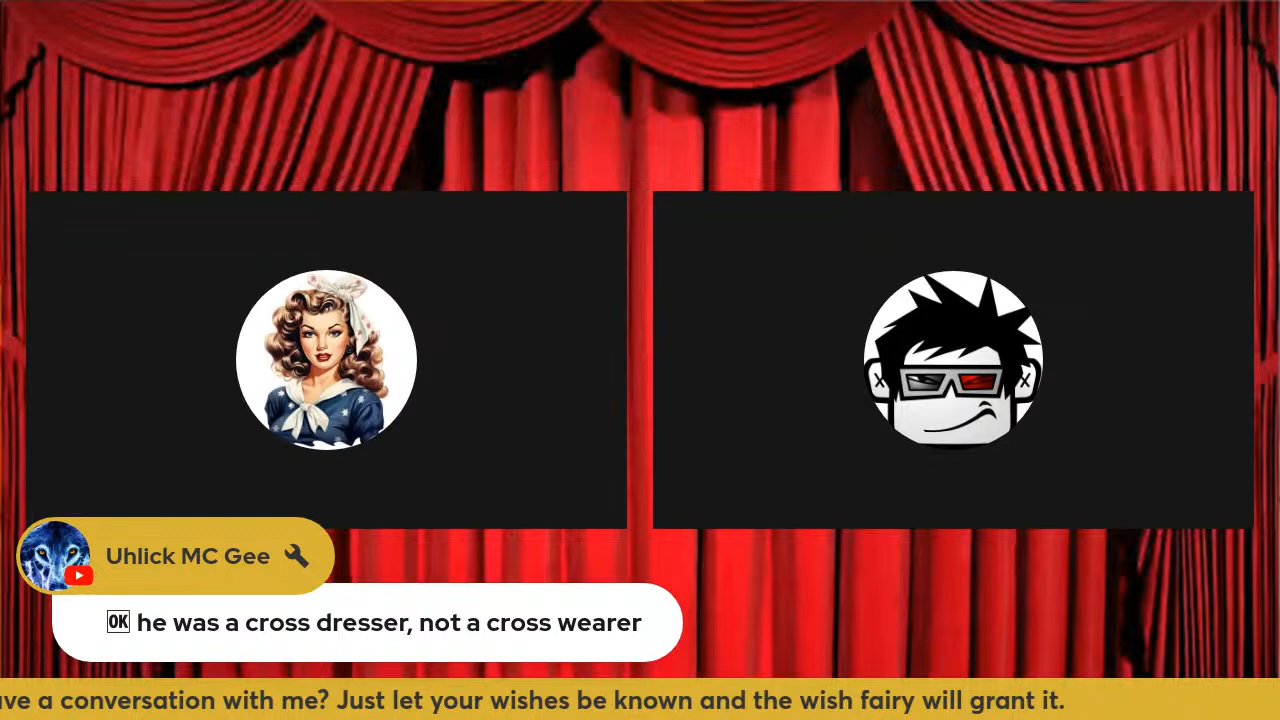 Uhlick MC Gee
🆗 he was a cross dresser, not a cross wearer
ve a conversation with me? Just let your wishes be known and the wish fairy will grant it.